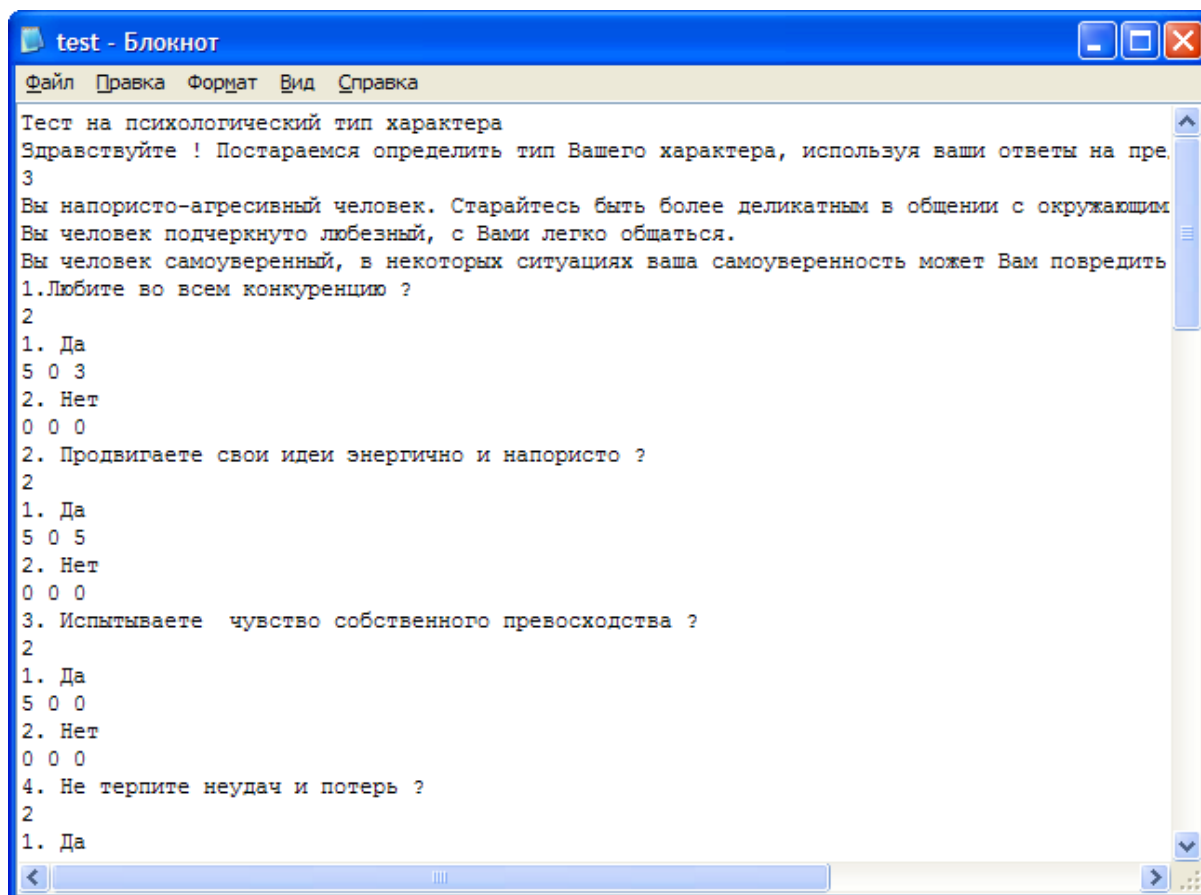 test - Блокнот
Файл Правка Формат Вид Справка
Тест на психологический тип характера
Здравствуйте ! Постараемся определить тип Вашего характера, используя ваши ответы на пре
3
Вы напористо-агресивный человек. Старайтесь быть более деликатным в общении с окружающим
Вы человек подчеркнуто любезный, с Вами легко общаться.
Вы человек самоуверенный, в некоторых ситуациях ваша самоуверенность может Вам повредить
1.Любите во всем конкуренцию ?
2
1. Да
5 0 3
2. Нет
0 0 0
2. Продвигаете свои идеи энергично и напористо ?
2
1. Да
5 0 5
2. Нет
0 0 0
3. Испытываете  чувство собственного превосходства ?
2
1. Да
5 0 0
2. Нет
0 0 0
4. Не терпите неудач и потерь ?
2
1. Да